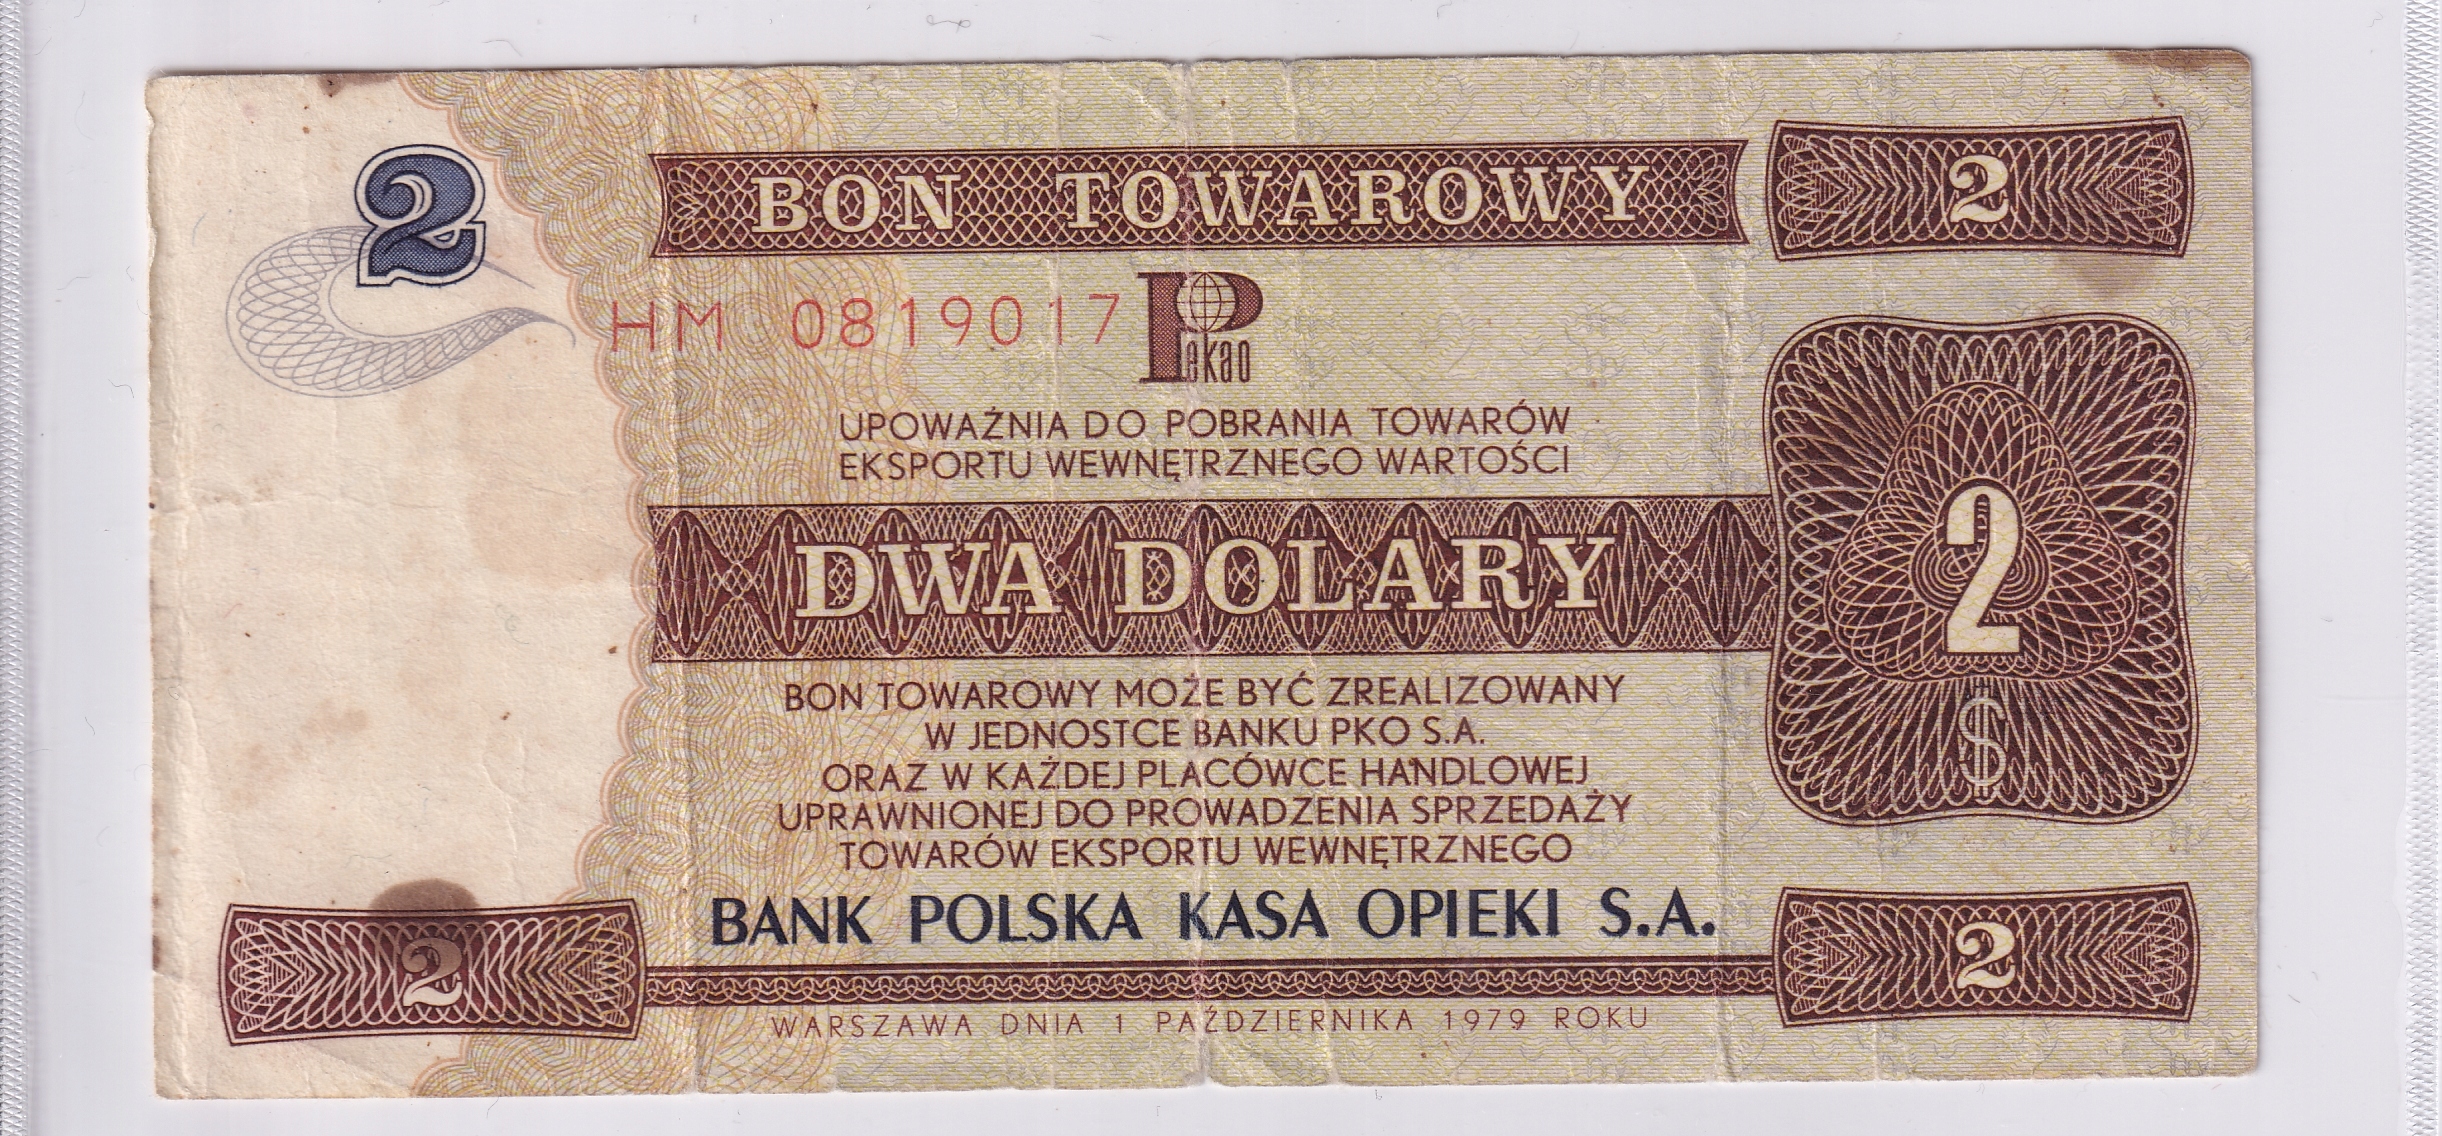 2
BON TOWAROWY
2
HM 0819017
Pekao
UPOWAŻNIA DO POBRANIA TOWARÓW
EKSPORTU WEWNĘTRZNEGO WARTOŚCI
DWA DOLARY
2
$
BON TOWAROWY MOŻE BYĆ ZREALIZOWANY
W JEDNOSTCE BANKU PKO S.A.
ORAZ W KAŻDEJ PLACÓWCE HANDLOWEJ
UPRAWNIONEJ DO PROWADZENIA SPRZEDAŻY
TOWARÓW EKSPORTU WEWNĘTRZNEGO
BANK POLSKA KASA OPIEKI S.A.
2
2
WARSZAWA DNIA 1 PAŹDZIERNIKA 1979 ROKU